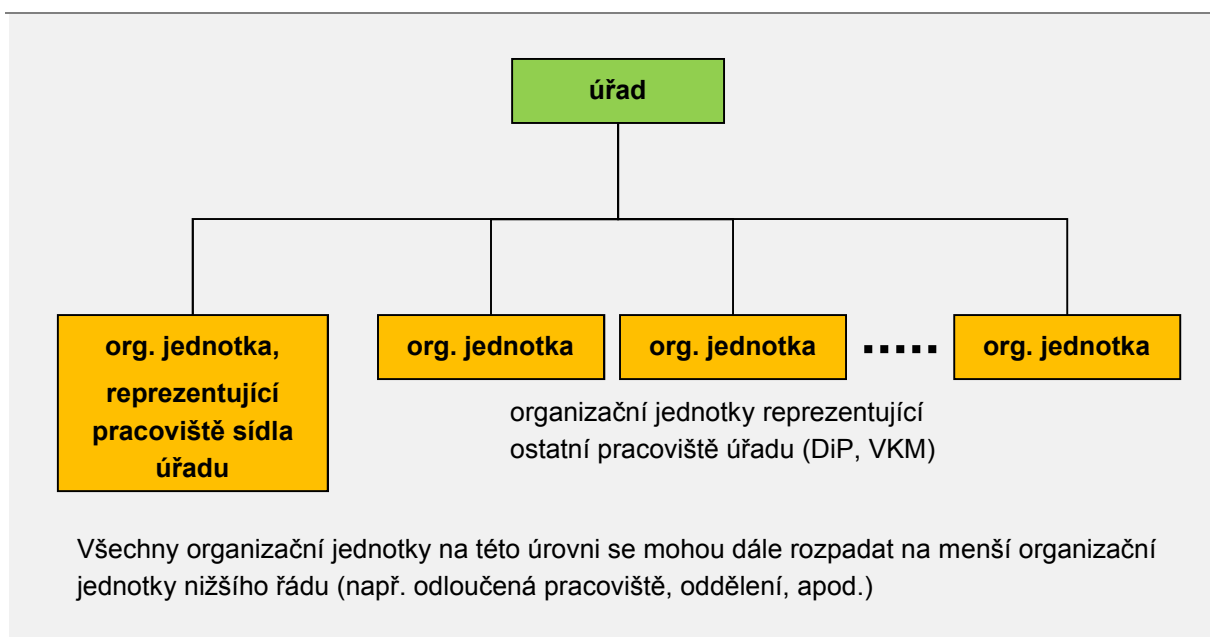 úřad
org. jednotka,
reprezentující
pracoviště sídla
úřadu
org. jednotka
org. jednotka
.....
org. jednotka
organizační jednotky reprezentující
ostatní pracoviště úřadu (DiP, VKM)
Všechny organizační jednotky na této úrovni se mohou dále rozpadat na menší organizační
jednotky nižšího řádu (např. odloučená pracoviště, oddělení, apod.)